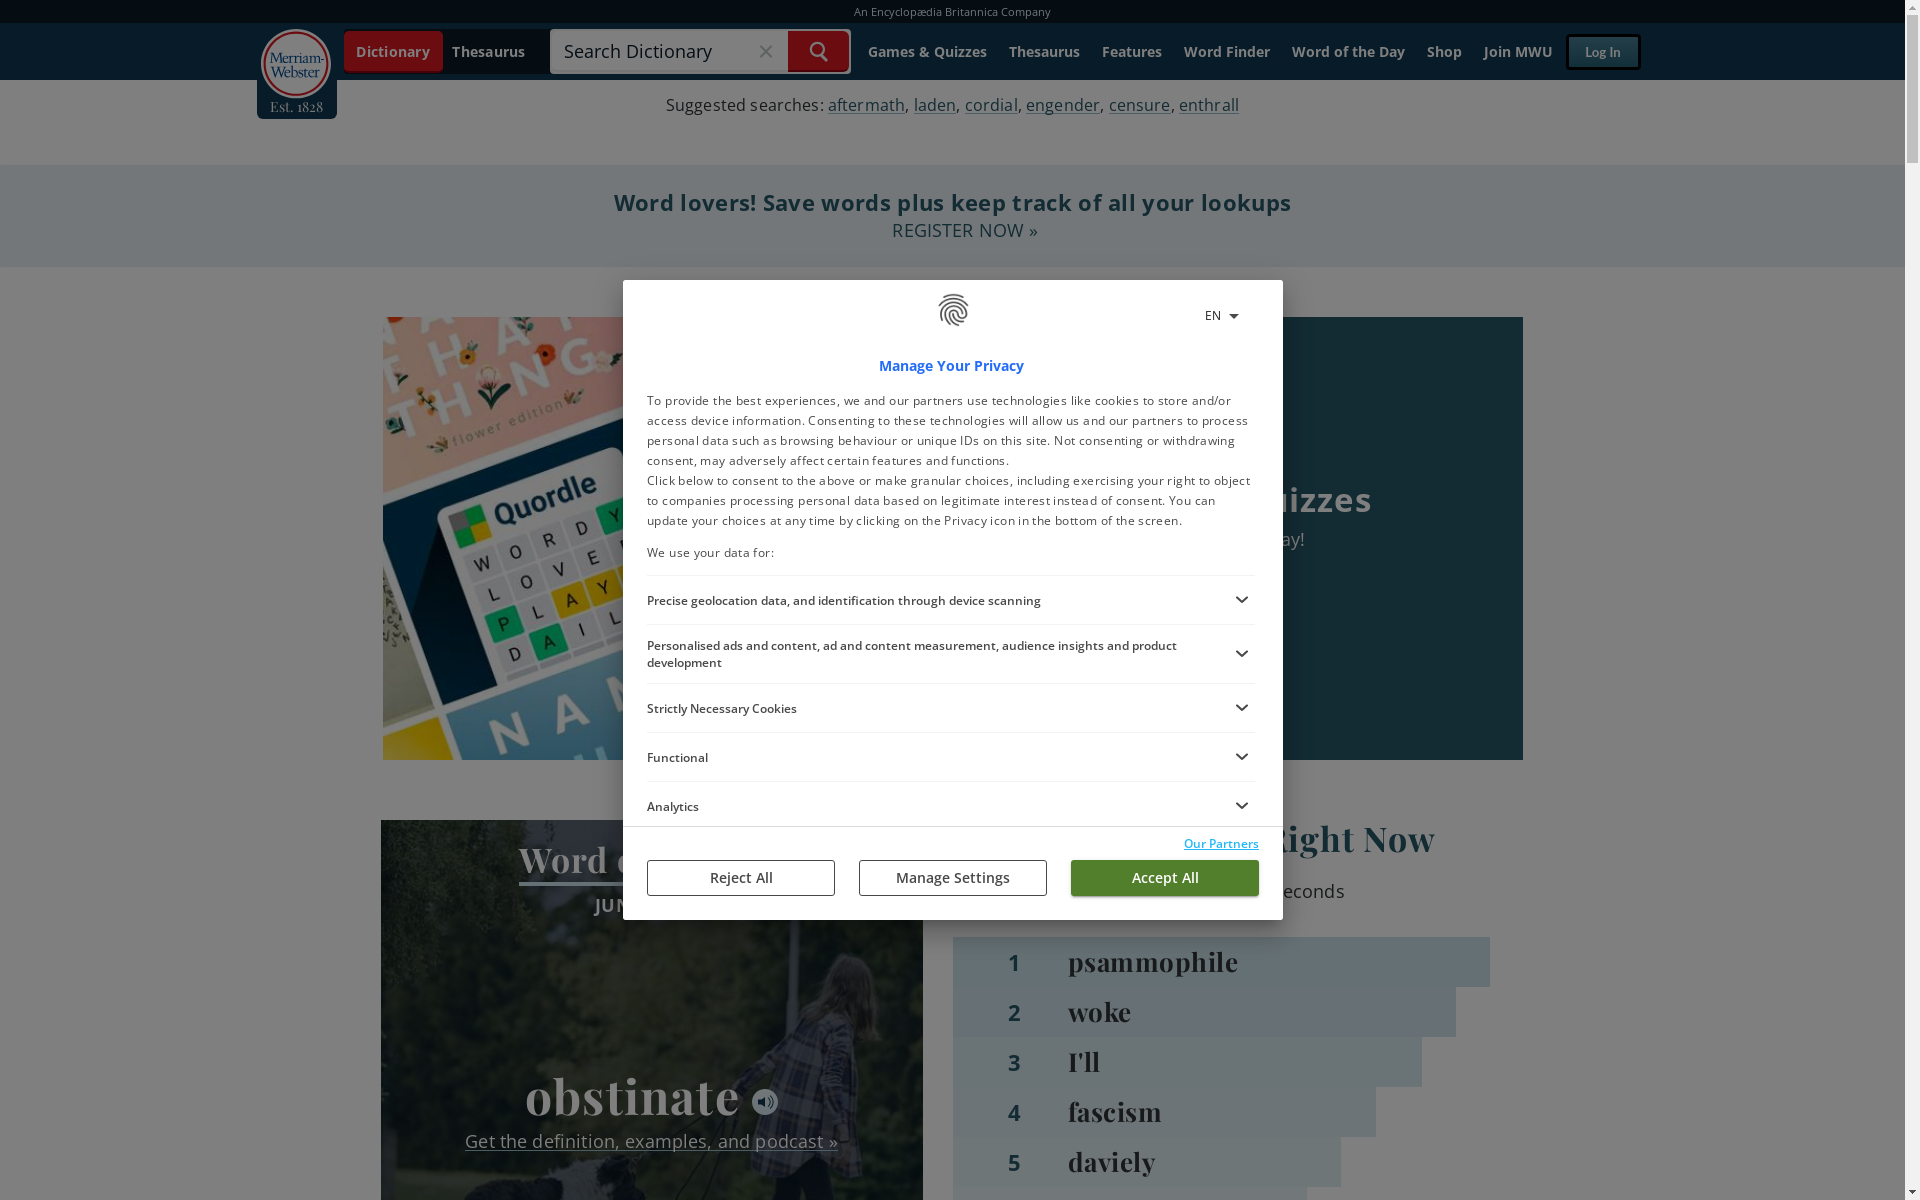 An Encyclopædia Britannica Company
Merriam-
Webster
Est. 1828
Dictionary
Thesaurus
Search Dictionary
Games & Quizzes
Thesaurus
Features
Word Finder
Word of the Day
Shop
Join MWU
Log In
Suggested searches: aftermath, laden, cordial, engender, censure, enthrall
Word lovers! Save words plus keep track of all your lookups
REGISTER NOW »
EN
Manage Your Privacy
To provide the best experiences, we and our partners use technologies like cookies to store and/or
access device information. Consenting to these technologies will allow us and our partners to process
personal data such as browsing behaviour or unique IDs on this site. Not consenting or withdrawing
consent, may adversely affect certain features and functions.
Click below to consent to the above or make granular choices, including exercising your right to object
to companies processing personal data based on legitimate interest instead of consent. You can
update your choices at any time by clicking on the Privacy icon in the bottom of the screen.
We use your data for:
Precise geolocation data, and identification through device scanning
Personalised ads and content, ad and content measurement, audience insights and product
development
Strictly Necessary Cookies
Functional
Analytics
Our Partners
Reject All
Manage Settings
Accept All
THAT
THING
flower edition
Quordle
WORDY
LOVE
PLAY
DAIL
NAM
uizzes
ay!
Word
JUN
obstinate
Get the definition, examples, and podcast »
Right Now
econds
1 psammophile
2 woke
3 I'll
4 fascism
5 daviely